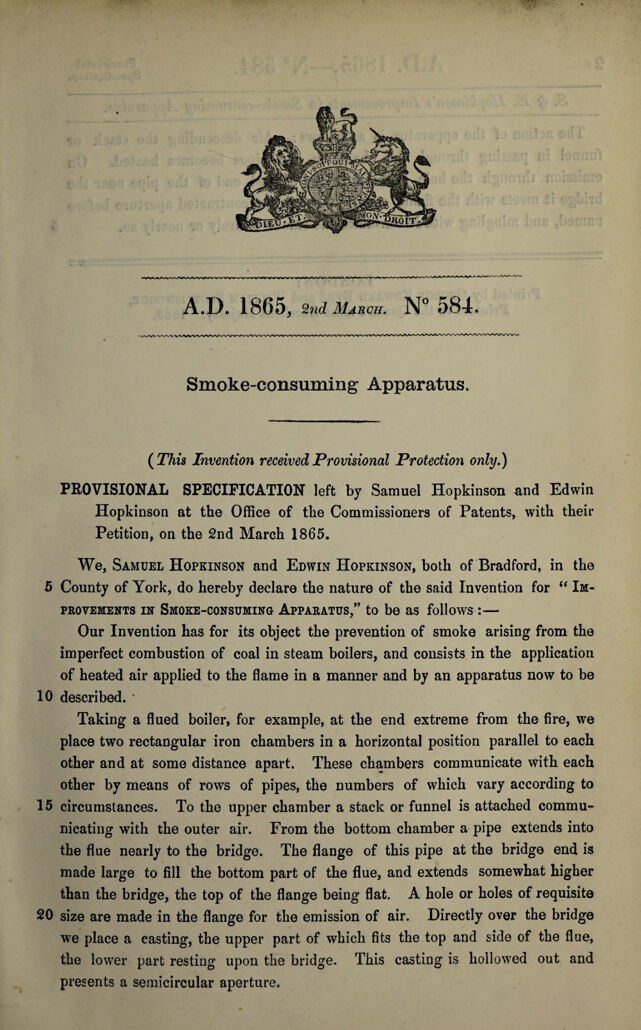 DIEU·ET· MON·DROIT·
A.D. 1865, 2nd MARCH. N° 584.
Smoke-consuming Apparatus.
(This Invention received Provisional Protection only.)
PROVISIONAL SPECIFICATION left by Samuel Hopkinson and Edwin
Hopkinson at the Office of the Commissioners of Patents, with their
Petition, on the 2nd March 1865.
We, SAMUEL HOPKINSON and EDWIN HOPKINSON, both of Bradford, in the
5 County of York, do hereby declare the nature of the said Invention for “ IM-
PROVEMENTS IN SMOKE-CONSUMING APPARATUS,” to be as follows :—
Our Invention has for its object the prevention of smoke arising from the
imperfect combustion of coal in steam boilers, and consists in the application
of heated air applied to the flame in a manner and by an apparatus now to be
10 described.
Taking a flued boiler, for example, at the end extreme from the fire, we
place two rectangular iron chambers in a horizontal position parallel to each
other and at some distance apart. These chambers communicate with each
other by means of rows of pipes, the numbers of which vary according to
15 circumstances. To the upper chamber a stack or funnel is attached commu-
nicating with the outer air. From the bottom chamber a pipe extends into
the flue nearly to the bridge. The flange of this pipe at the bridge end is
made large to fill the bottom part of the flue, and extends somewhat higher
than the bridge, the top of the flange being flat. A hole or holes of requisite
20 size are made in the flange for the emission of air. Directly over the bridge
we place a casting, the upper part of which fits the top and side of the flue,
the lower part resting upon the bridge. This casting is hollowed out and
presents a semicircular aperture.